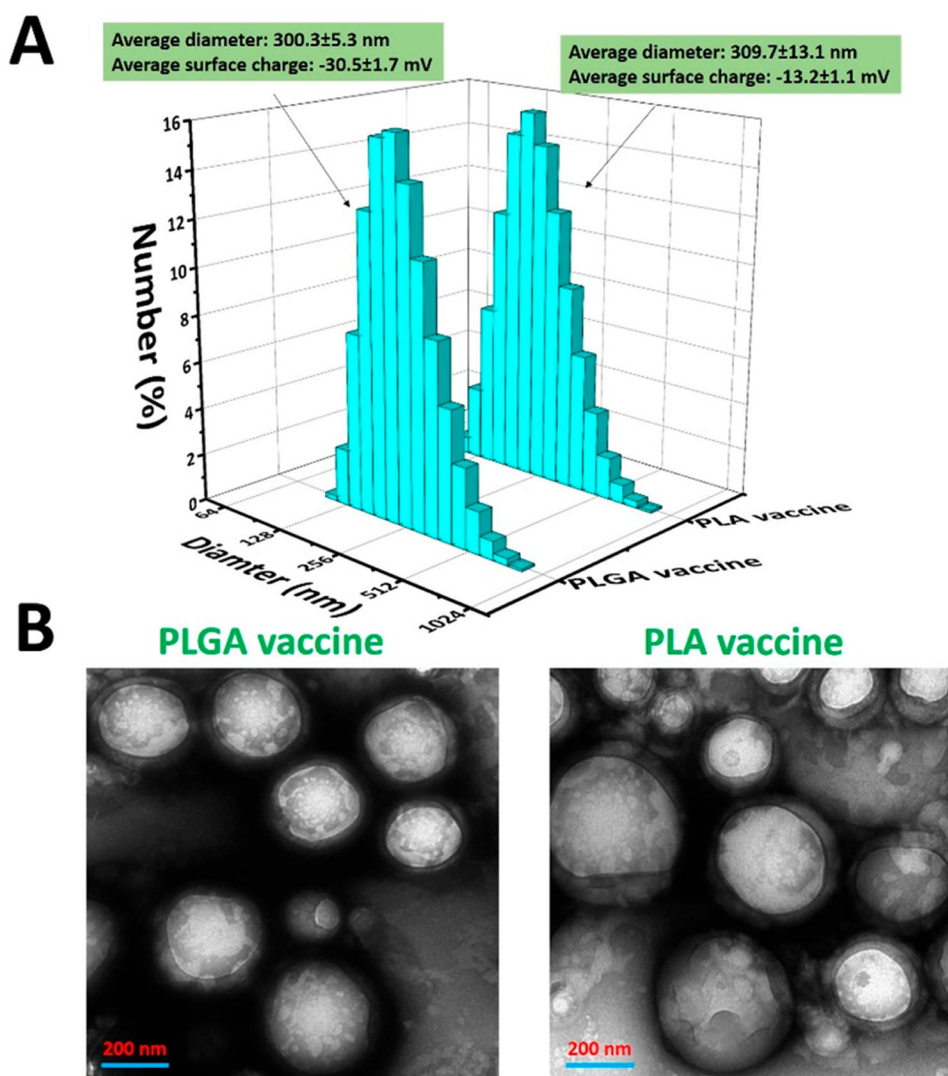 A
Average diameter: 300.3±5.3 nm
Average surface charge: -30.5±1.7 mV
Average diameter: 309.7±13.1 nm
Average surface charge: -13.2±1.1 mV
16
14
12
10
8
6
4
2
0
Number (%)
64
128
256
512
1024
Diamter (nm)
PLGA vaccine
PLA vaccine
B
PLGA vaccine
PLA vaccine
200 nm
200 nm